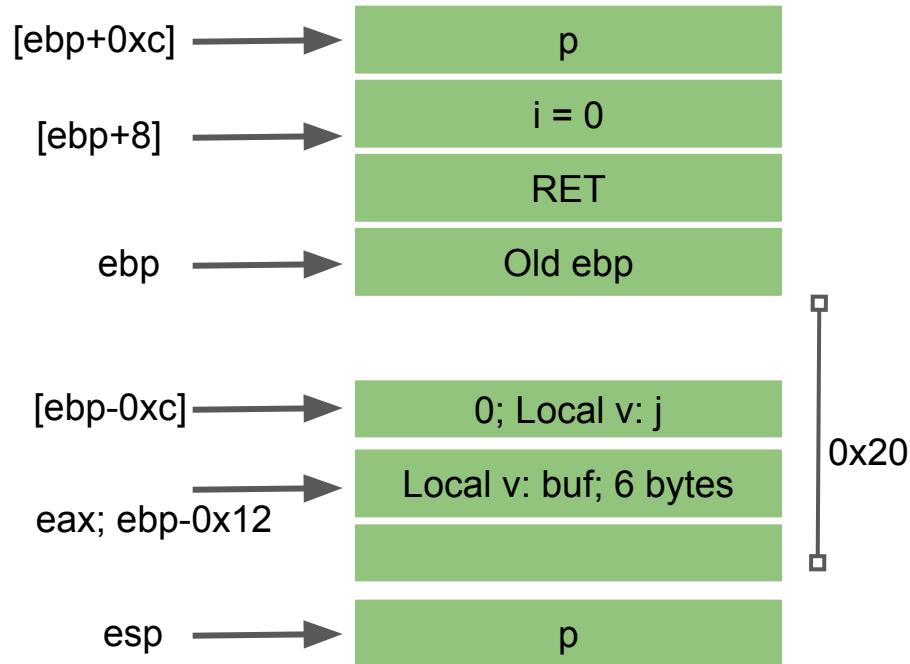 [ebp+0xc]
p
[ebp+8]
i = 0
RET
ebp
Old ebp
[ebp-0xc]
0; Local v: j
0x20
Local v: buf; 6 bytes
eax; ebp-0x12
esp
p